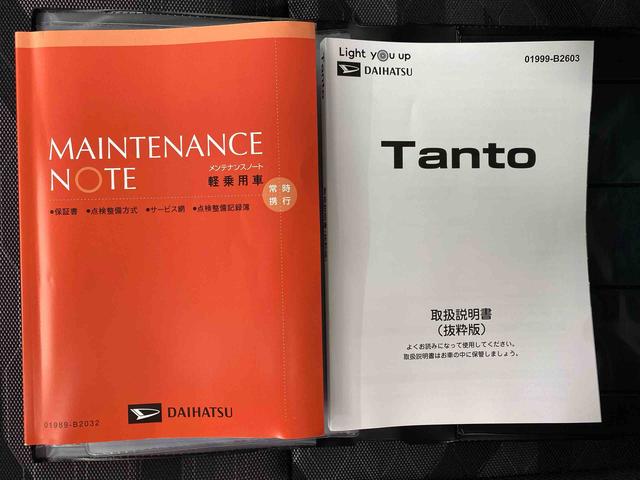 MAINTENANCE
NOTE
メンテナンスノート
軽乗用車
常時
携行
●保証書 ●点検整備方式 ●サービス網 ●点検整備記録簿
DAIHATSU
01989-B2032
Light you up
DAIHATSU
01999-B2603
Tanto
取扱説明書
(抜粋版)
よくお読みになって使用してください。
取扱説明書はお車の中に保管しましょう。